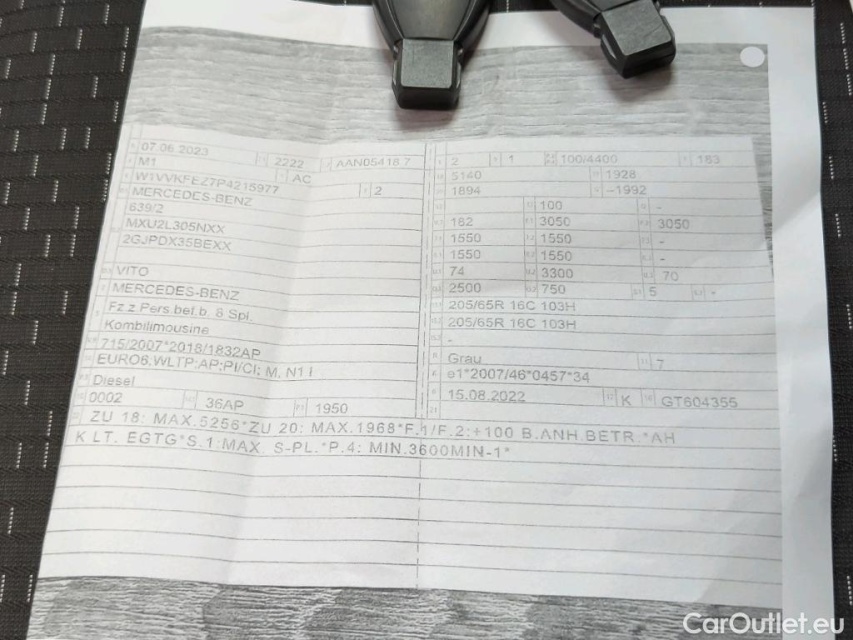 07.06.2023 2222 AAN05418.7
M1 AC
W1VVKFEZ7P4215977 2
MERCEDES-BENZ
639/2
MXU2L305NXX
2GJPDX35BEXX
VITO
MERCEDES-BENZ
Fz.z.Pers.bef.b. 8 Spl.
Kombilimousine
715/2007*2018/1832AP
EURO6;WLTP;AP;PI/CI; M, N1 I
Diesel
0002 36AP 1950
2 1 100/4400 183
5140 1928
1894 -1992
100 -
182 3050 3050
1550 1550 -
1550 1550 -
74 3300 70
2500 750 5 -
205/65R 16C 103H
205/65R 16C 103H
-
Grau 7
e1*2007/46*0457*34
15.08.2022 K GT604355
ZU 18: MAX.5256*ZU 20: MAX.1968*F.1/F.2:+100 B.ANH.BETR.*AH
K LT. EGTG*S.1:MAX. S-PL.*P.4: MIN.3600MIN-1*
CarOutlet.eu